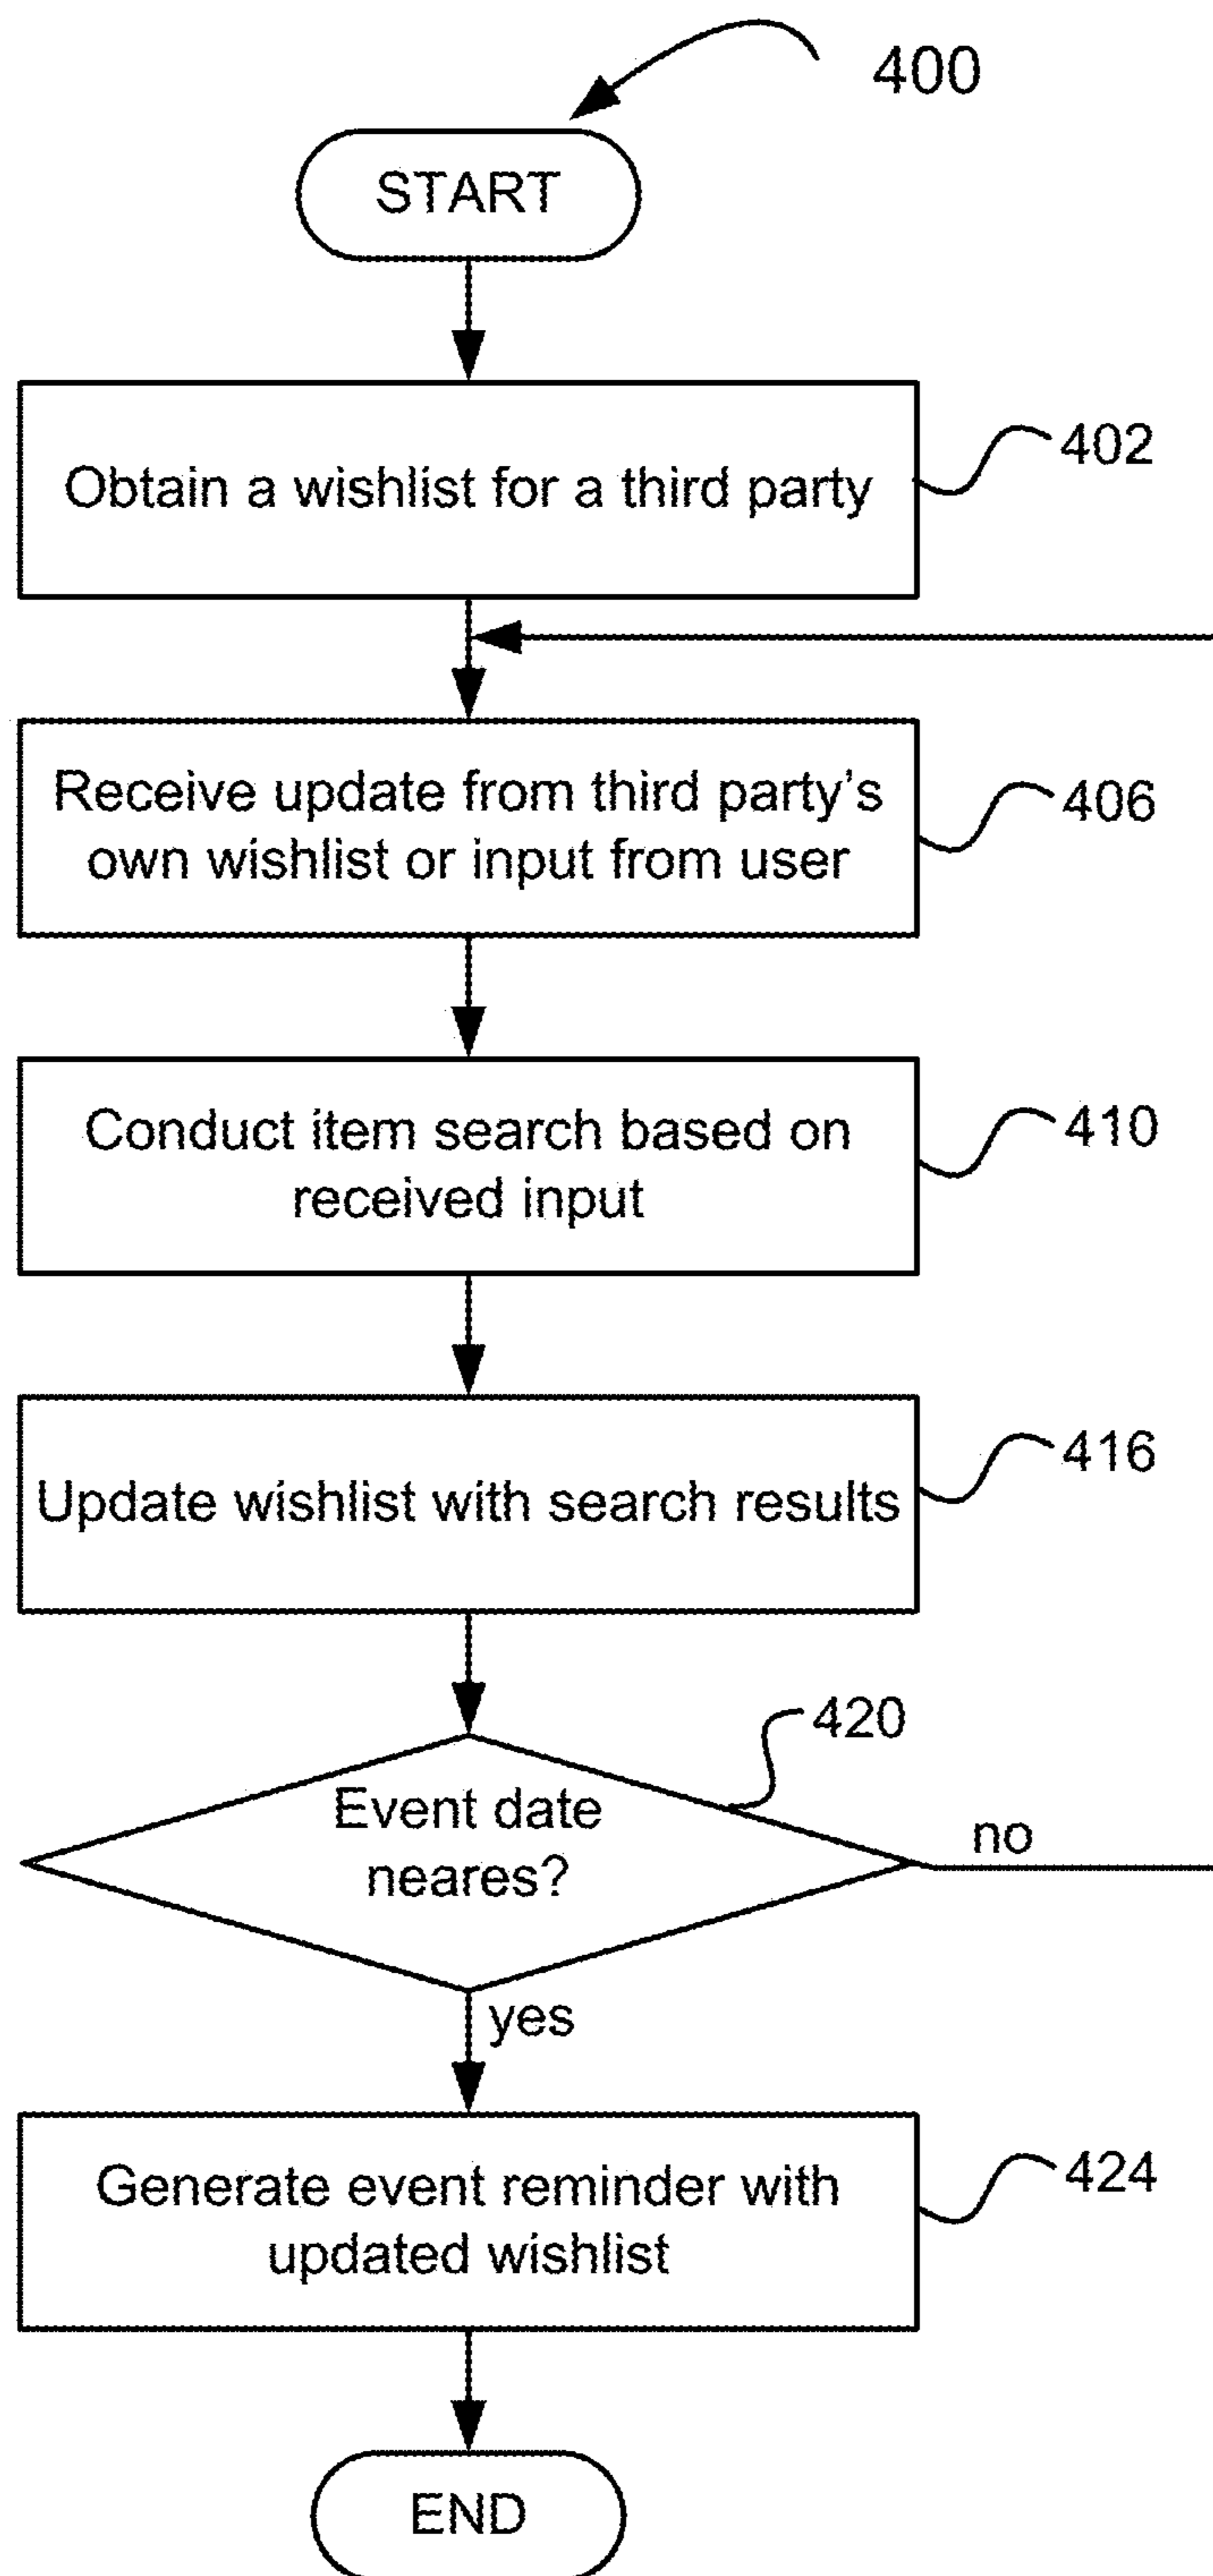 400
START
Obtain a wishlist for a third party
402
Receive update from third party's
own wishlist or input from user
406
Conduct item search based on
received input
410
Update wishlist with search results
416
420
Event date
neares?
no
yes
Generate event reminder with
updated wishlist
424
END